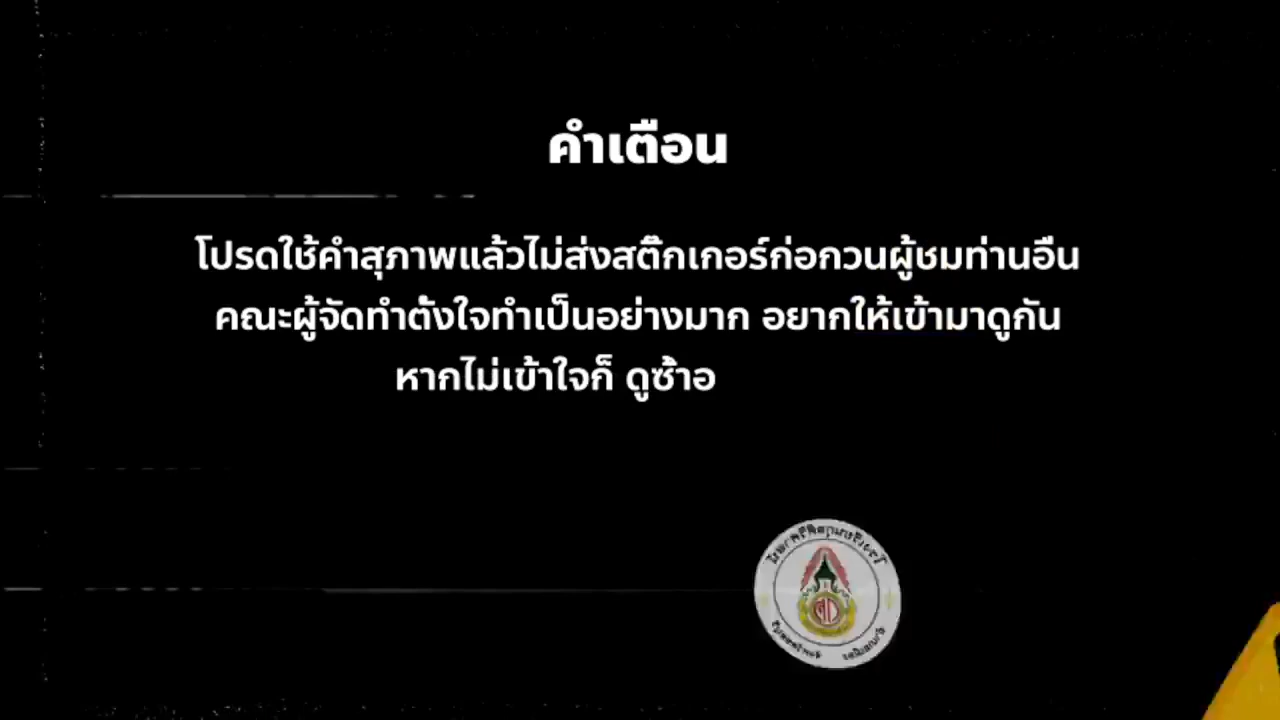 คำเตือน
โปรดใช้คำสุภาพแล้วไม่ส่งสติ๊กเกอร์ก่อกวนผู้ชมท่านอื่น
คณะผู้จัดทำตั้งใจทำเป็นอย่างมาก อยากให้เข้ามาดูกัน
หากไม่เข้าใจก็ ดูซ้ำอ